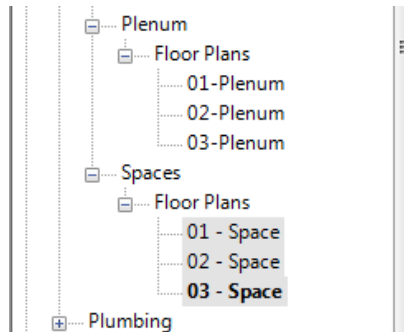 Plenum
Floor Plans
01-Plenum
02-Plenum
03-Plenum
Spaces
Floor Plans
01 - Space
02 - Space
03 - Space
Plumbing